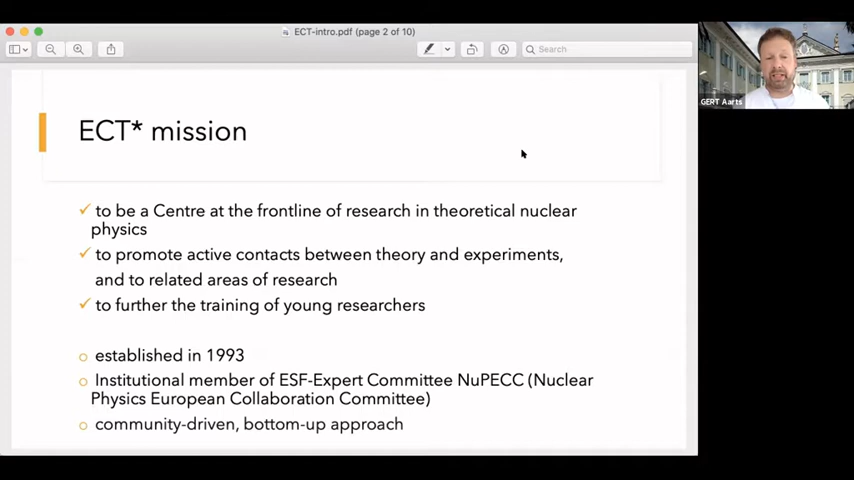 ECT-intro.pdf (page 2 of 10)
Search
GERT Aarts
ECT* mission
✓ to be a Centre at the frontline of research in theoretical nuclear
physics
✓ to promote active contacts between theory and experiments,
and to related areas of research
✓ to further the training of young researchers
o established in 1993
o Institutional member of ESF-Expert Committee NuPECC (Nuclear
Physics European Collaboration Committee)
o community-driven, bottom-up approach